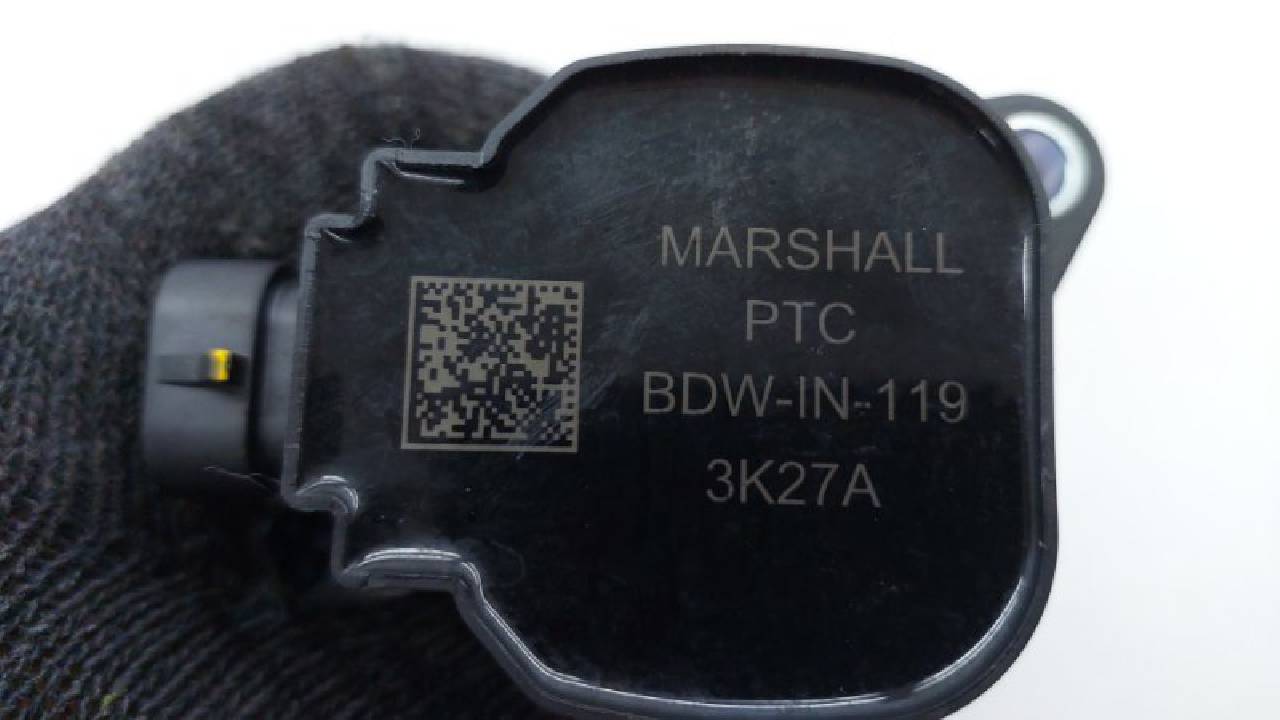 MARSHALL
PTC
BDW-IN-119
3K27A